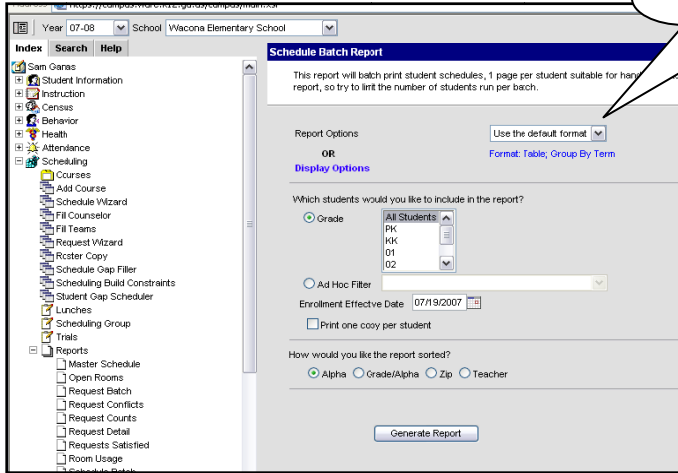 Year 07-08 School Wacona Elementary School
Index Search Help
Sam Ganas
Student Information
Instruction
Census
Behavior
Health
Attendance
Scheduling
Courses
Add Course
Schedule Wizard
Fill Counselor
Fill Teams
Request Wizard
Roster Copy
Schedule Gap Filler
Scheduling Build Constraints
Student Gap Scheduler
Lunches
Scheduling Group
Trials
Reports
Master Schedule
Open Rooms
Request Batch
Request Conflicts
Request Counts
Request Detail
Requests Satisfied
Room Usage
Schedule Batch
Schedule Batch Report
This report will batch print student schedules, 1 page per student suitable for
report, so try to limit the number of students run per batch.
Report Options Use the default format
OR Format: Table; Group By Term
Display Options
Which students would you like to include in the report?
Grade All Students
PK
KK
01
02
Ad Hoc Filter
Enrollment Effective Date 07/19/2007
Print one copy per student
How would you like the report sorted?
Alpha Grade/Alpha Zip Teacher
Generate Report